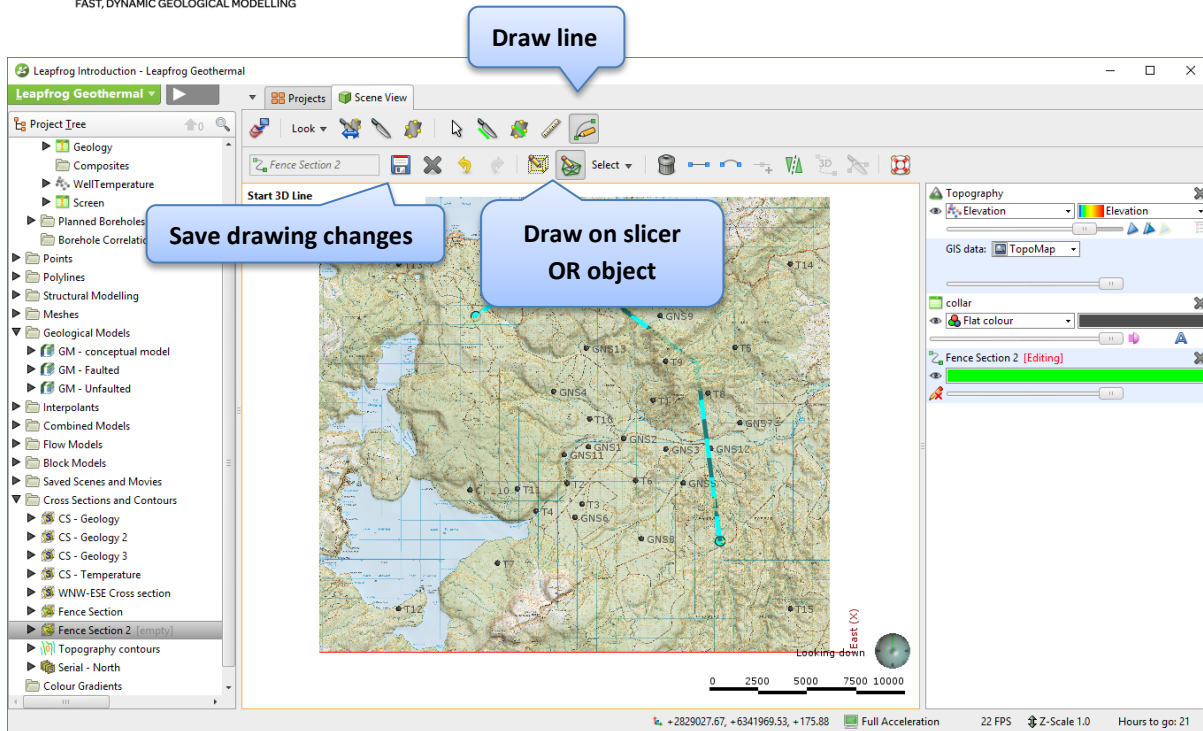 FAST, DYNAMIC GEOLOGICAL MODELLING
Draw line
Leapfrog Introduction - Leapfrog Geothermal
Leapfrog Geothermal
Projects
Scene View
Project Tree
0
Look
Geology
Composites
WellTemperature
Screen
Planned Boreholes
Borehole Correlatio
Points
Polylines
Structural Modelling
Meshes
Geological Models
GM - conceptual model
GM - Faulted
GM - Unfaulted
Interpolants
Combined Models
Flow Models
Block Models
Saved Scenes and Movies
Cross Sections and Contours
CS - Geology
CS - Geology 2
CS - Geology 3
CS - Temperature
WNW-ESE Cross section
Fence Section
Fence Section 2 [empty]
Topography contours
Serial - North
Colour Gradients
Fence Section 2
Select
3D
Start 3D Line
Save drawing changes
Draw on slicer
OR object
T14
GNS9
GNS13
T9
T5
GNS4
T8
T16
GNS7
GNS2
GNS1
GNS11
GNS3
GNS12
T2
T6
GNS5
T3
T4
GNS6
GNS8
T7
T12
T15
East (X)
Looking down
0 2500 5000 7500 10000
Topography
Elevation
Elevation
GIS data:
TopoMap
collar
Flat colour
A
Fence Section 2 [Editing]
+2829027.67, +6341969.53, +175.88
Full Acceleration
22 FPS
Z-Scale 1.0
Hours to go: 21